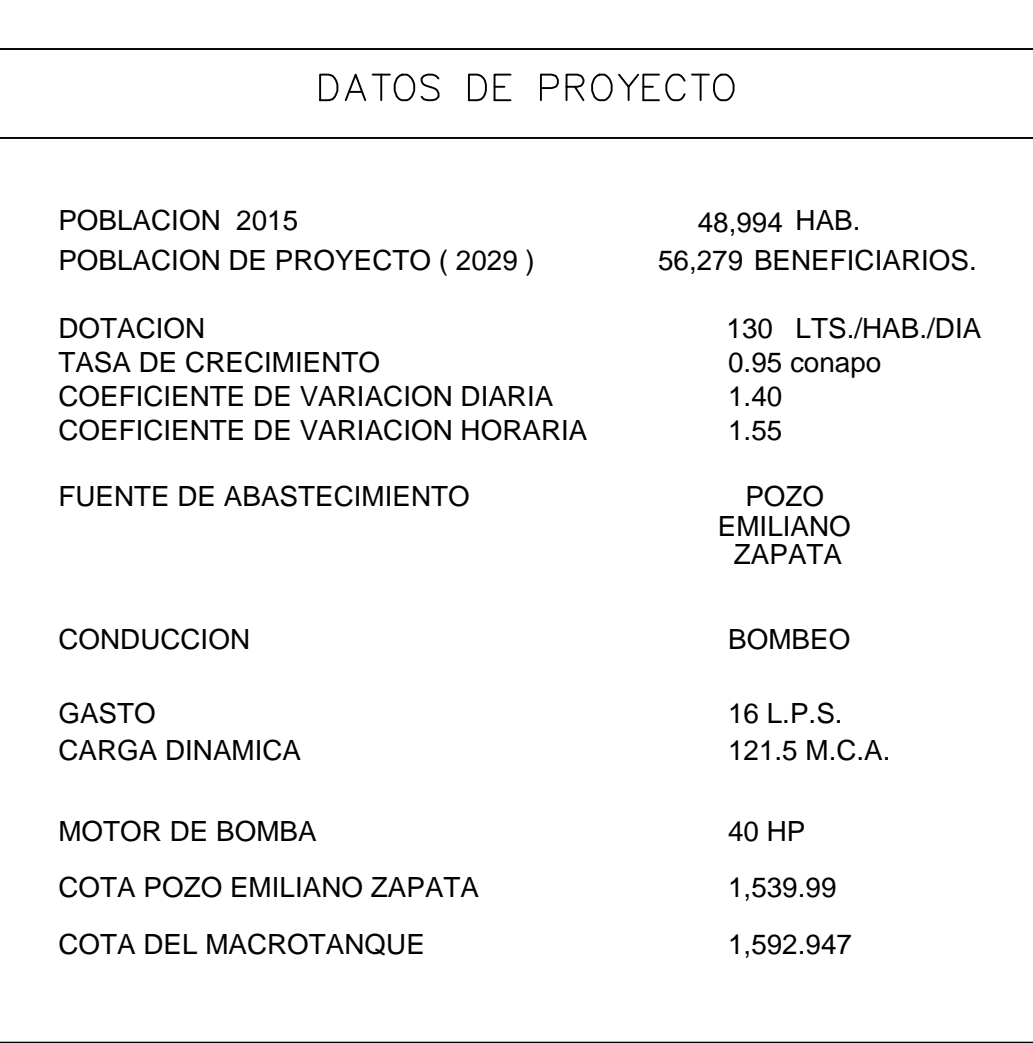 DATOS DE PROYECTO
POBLACION 2015 48,994 HAB.
POBLACION DE PROYECTO ( 2029 ) 56,279 BENEFICIARIOS.
DOTACION 130 LTS./HAB./DIA
TASA DE CRECIMIENTO 0.95 conapo
COEFICIENTE DE VARIACION DIARIA 1.40
COEFICIENTE DE VARIACION HORARIA 1.55
FUENTE DE ABASTECIMIENTO POZO
EMILIANO
ZAPATA
CONDUCCION BOMBEO
GASTO 16 L.P.S.
CARGA DINAMICA 121.5 M.C.A.
MOTOR DE BOMBA 40 HP
COTA POZO EMILIANO ZAPATA 1,539.99
COTA DEL MACROTANQUE 1,592.947